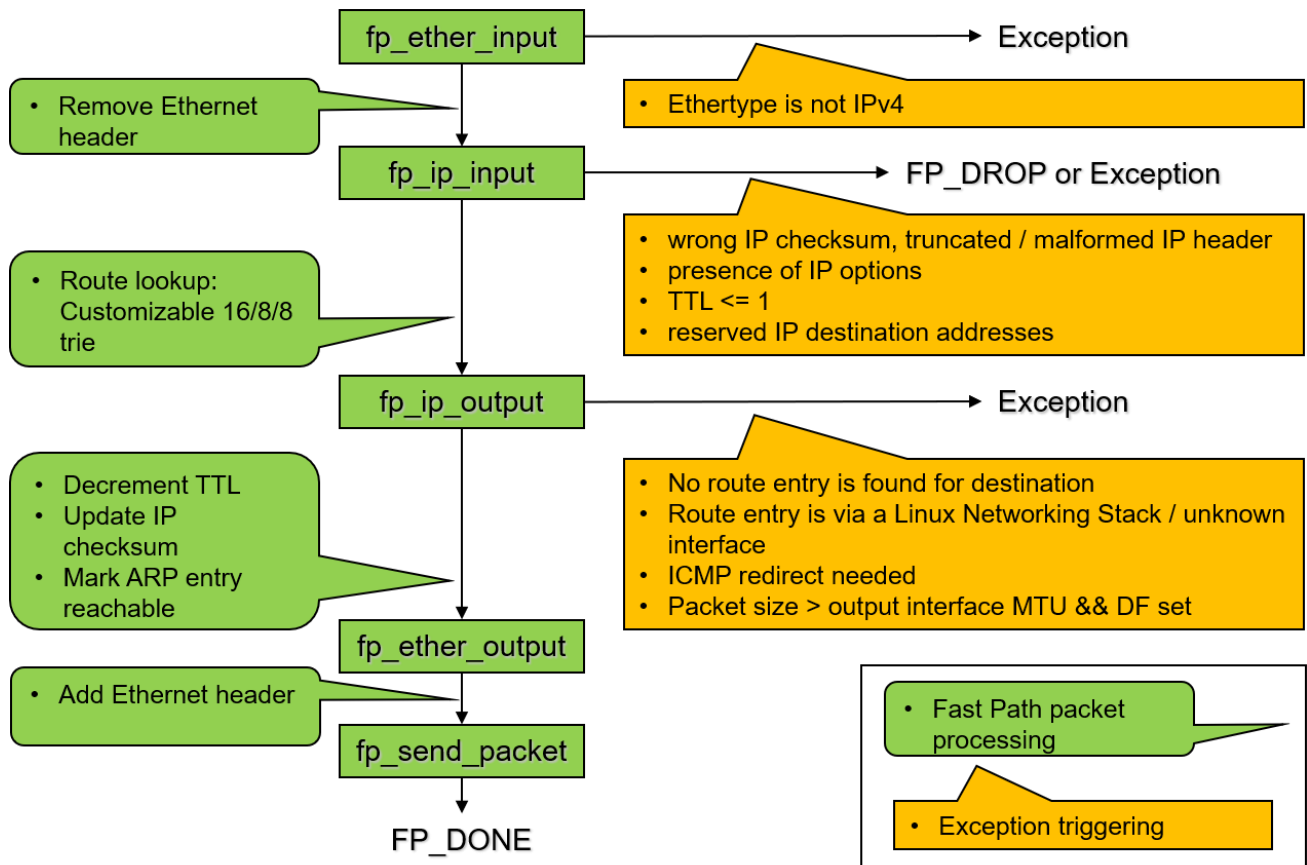 fp_ether_input
Exception
• Remove Ethernet
header
• Ethertype is not IPv4
fp_ip_input
FP_DROP or Exception
• Route lookup:
Customizable 16/8/8
trie
• wrong IP checksum, truncated / malformed IP header
• presence of IP options
• TTL <= 1
• reserved IP destination addresses
fp_ip_output
Exception
• Decrement TTL
• Update IP
checksum
• Mark ARP entry
reachable
• No route entry is found for destination
• Route entry is via a Linux Networking Stack / unknown
interface
• ICMP redirect needed
• Packet size > output interface MTU && DF set
fp_ether_output
• Add Ethernet header
fp_send_packet
FP_DONE
• Fast Path packet
processing
• Exception triggering